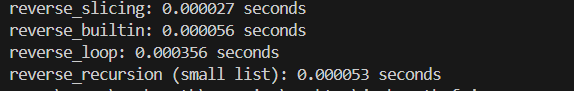 reverse_slicing: 0.000027 seconds
reverse_builtin: 0.000056 seconds
reverse_loop: 0.000356 seconds
reverse_recursion (small list): 0.000053 seconds